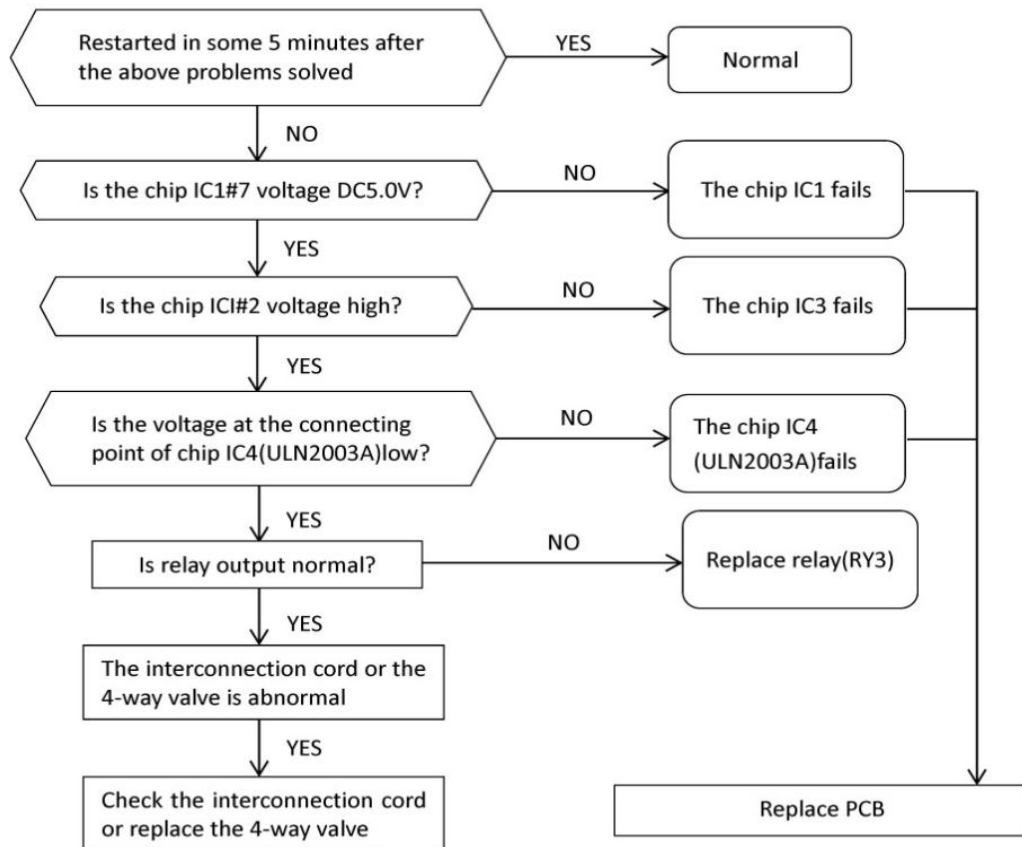 Restarted in some 5 minutes after
the above problems solved
YES
Normal
NO
Is the chip IC1#7 voltage DC5.0V?
NO
The chip IC1 fails
YES
Is the chip ICI#2 voltage high?
NO
The chip IC3 fails
YES
Is the voltage at the connecting
point of chip IC4(ULN2003A)low?
NO
The chip IC4
(ULN2003A)fails
YES
Is relay output normal?
NO
Replace relay(RY3)
YES
The interconnection cord or the
4-way valve is abnormal
YES
Check the interconnection cord
or replace the 4-way valve
Replace PCB